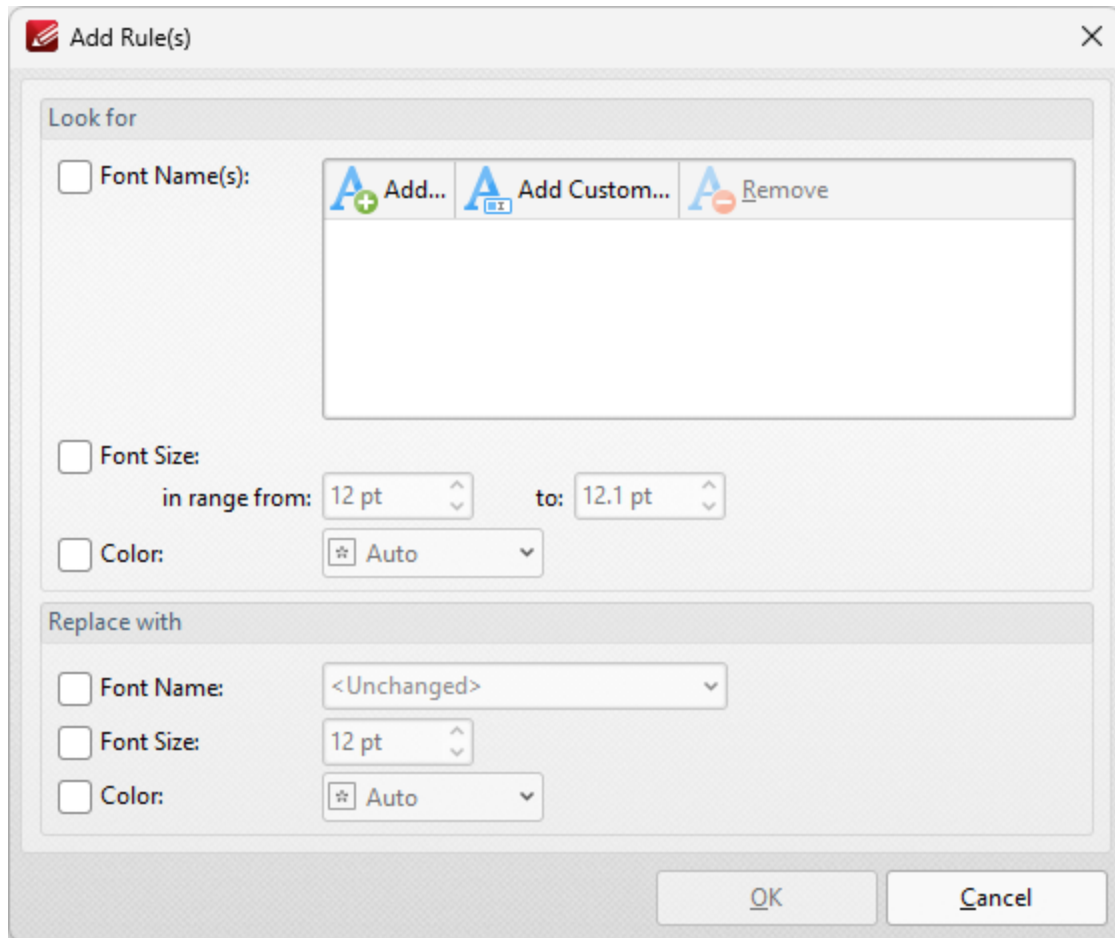 Add Rule(s)
Look for
Font Name(s):
Add... Add Custom... Remove
Font Size:
in range from: 12 pt to: 12.1 pt
Color: Auto
Replace with
Font Name: <Unchanged>
Font Size: 12 pt
Color: Auto
OK Cancel